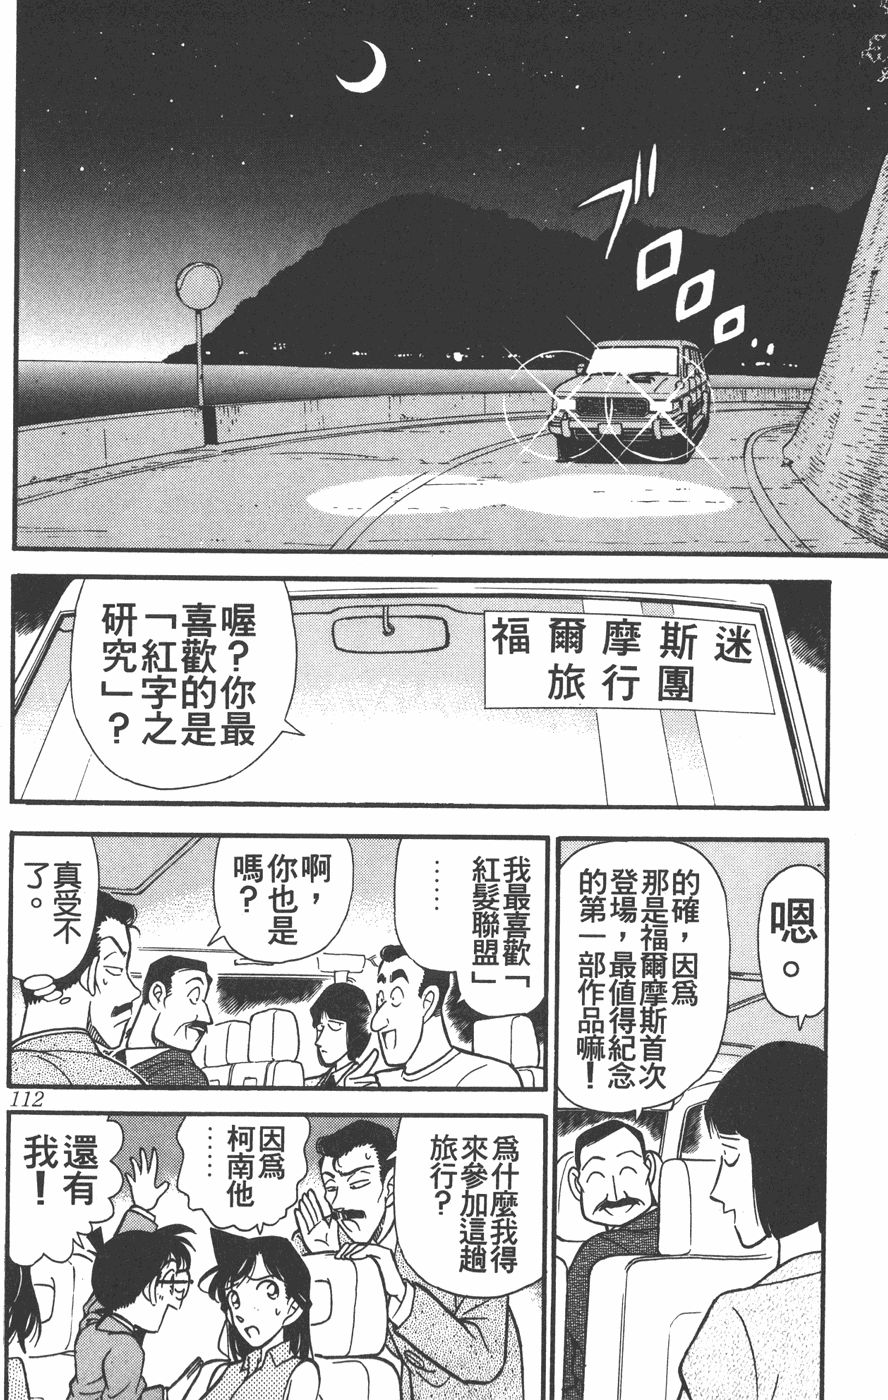 ブロロロ
福爾摩斯迷
旅行團
喔？你最
喜歡的是
「紅字之
研究」？
嗯。
的確，因為
那是福爾摩斯首次
登場，最值得紀念
的第一部作品嘛！
我最喜歡「
紅髮聯盟」
……
啊，
你也是
嗎？
真受不
了。
為什麼我得
來參加這趟
旅行？
因為
柯南他
……
還有
我！
112